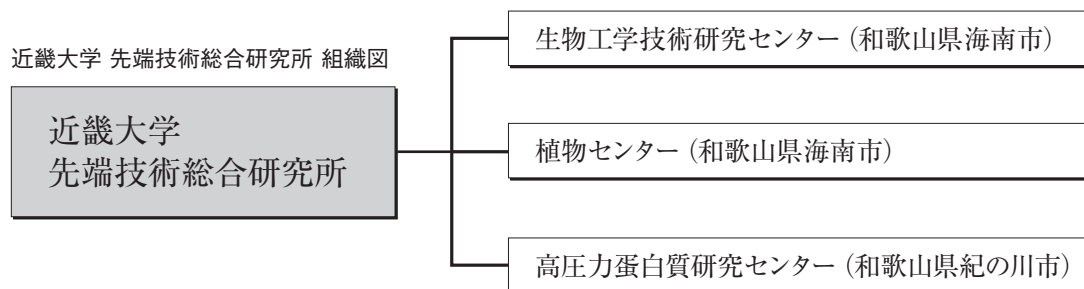 近畿大学 先端技術総合研究所 組織図
近畿大学
先端技術総合研究所
生物工学技術研究センター（和歌山県海南市）
植物センター（和歌山県海南市）
高圧力蛋白質研究センター（和歌山県紀の川市）